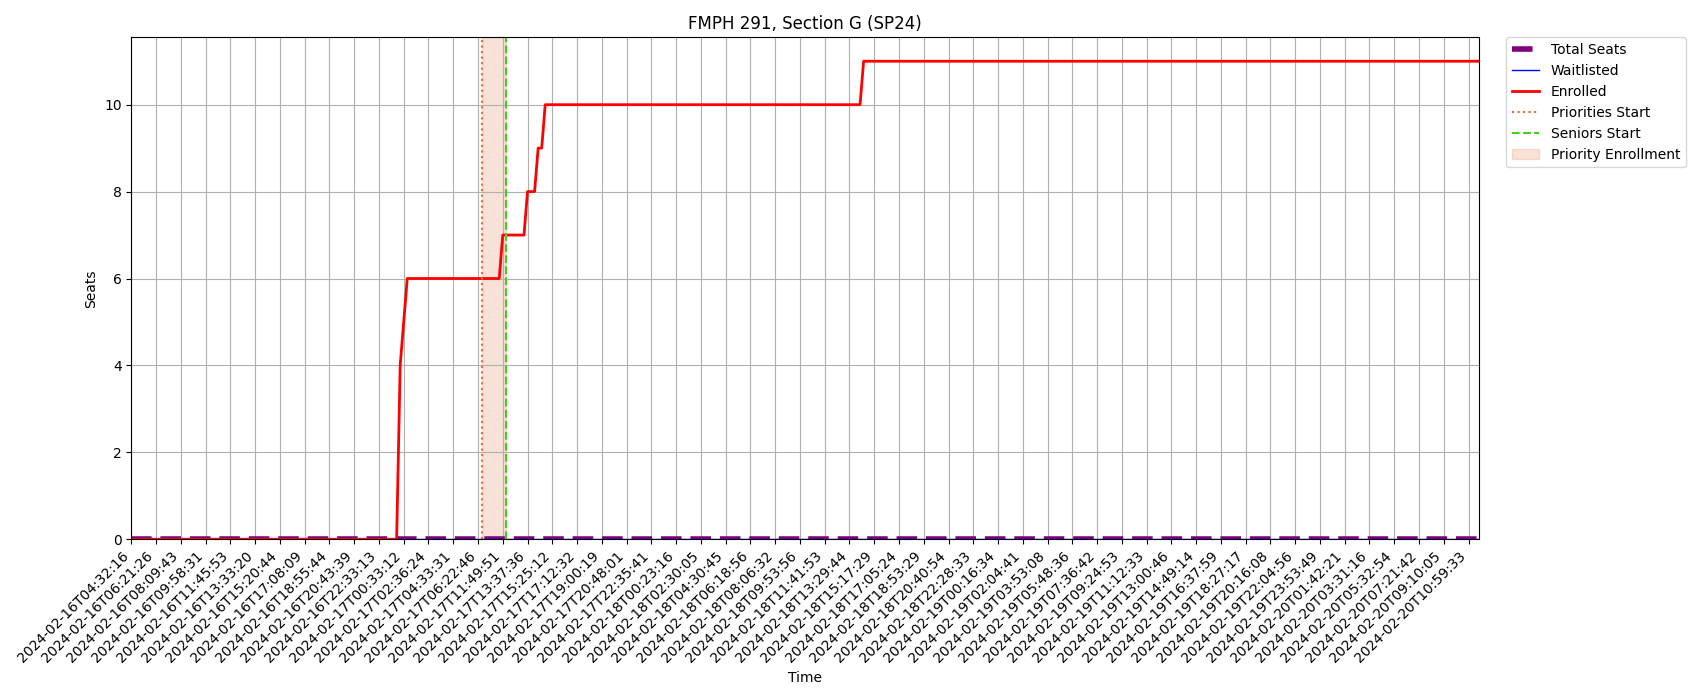 FMPH 291, Section G (SP24)
Total Seats
Waitlisted
Enrolled
Priorities Start
Seniors Start
Priority Enrollment
Seats
10
8
6
4
2
0
2024-02-16T04:32:16
2024-02-16T06:21:26
2024-02-16T08:09:43
2024-02-16T09:58:31
2024-02-16T11:45:53
2024-02-16T13:33:20
2024-02-16T15:20:44
2024-02-16T17:08:09
2024-02-16T18:55:44
2024-02-16T20:43:39
2024-02-16T22:33:13
2024-02-17T00:33:12
2024-02-17T02:36:24
2024-02-17T04:33:31
2024-02-17T06:22:46
2024-02-17T11:49:51
2024-02-17T13:37:36
2024-02-17T15:25:12
2024-02-17T17:12:32
2024-02-17T19:00:19
2024-02-17T20:48:01
2024-02-17T22:35:41
2024-02-18T00:23:16
2024-02-18T02:30:05
2024-02-18T04:30:45
2024-02-18T06:18:56
2024-02-18T08:06:32
2024-02-18T09:53:56
2024-02-18T11:41:53
2024-02-18T13:29:44
2024-02-18T15:17:29
2024-02-18T17:05:24
2024-02-18T18:53:29
2024-02-18T20:40:54
2024-02-18T22:28:33
2024-02-19T00:16:34
2024-02-19T02:04:41
2024-02-19T03:53:08
2024-02-19T05:48:36
2024-02-19T07:36:42
2024-02-19T09:24:53
2024-02-19T11:12:33
2024-02-19T13:00:46
2024-02-19T14:49:14
2024-02-19T16:37:59
2024-02-19T18:27:17
2024-02-19T20:16:08
2024-02-19T22:04:56
2024-02-19T23:53:49
2024-02-20T01:42:21
2024-02-20T03:31:16
2024-02-20T05:32:54
2024-02-20T07:21:42
2024-02-20T09:10:05
2024-02-20T10:59:33
Time